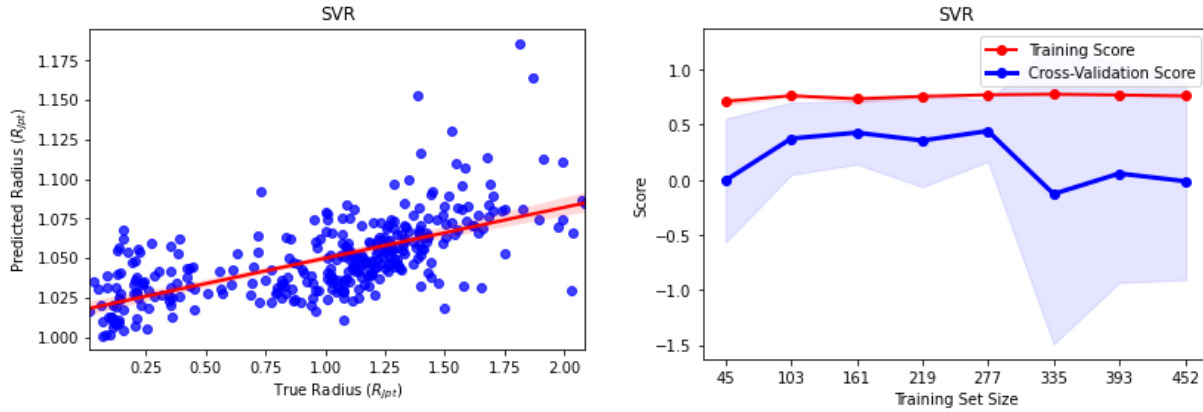 SVR
Predicted Radius (R_Jpt)
1.175
1.150
1.125
1.100
1.075
1.050
1.025
1.000
0.25 0.50 0.75 1.00 1.25 1.50 1.75 2.00
True Radius (R_Jpt)
SVR
Training Score
Cross-Validation Score
Score
1.0
0.5
0.0
−0.5
−1.0
−1.5
45 103 161 219 277 335 393 452
Training Set Size